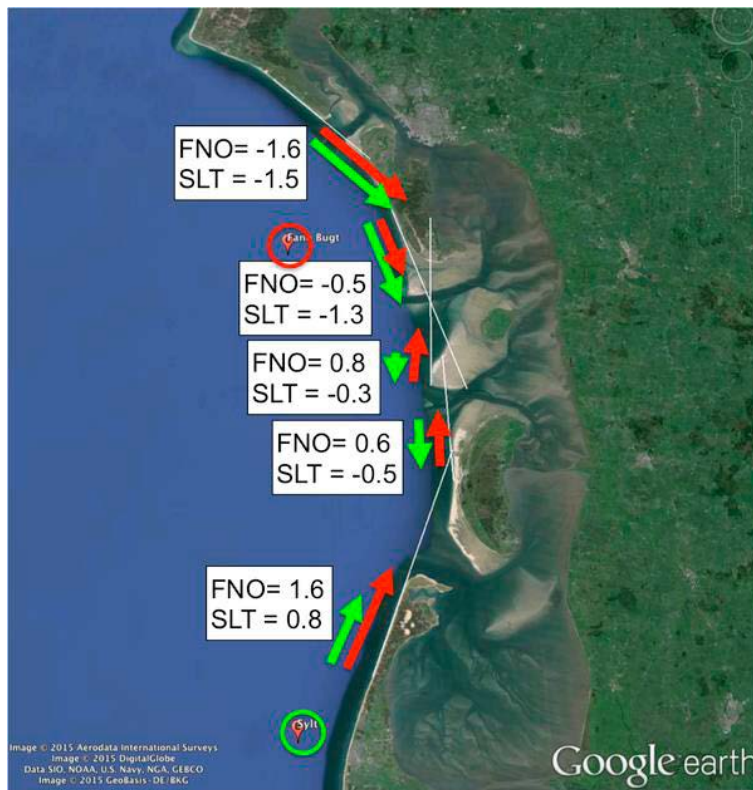 FNO= -1.6
SLT = -1.5
Fanø Bugt
FNO= -0.5
SLT = -1.3
FNO= 0.8
SLT = -0.3
FNO= 0.6
SLT = -0.5
FNO= 1.6
SLT = 0.8
Sylt
Image © 2015 Aerodata International Surveys
Image © 2015 DigitalGlobe
Data SIO, NOAA, U.S. Navy, NGA, GEBCO
Image © 2015 GeoBasis-DE/BKG
Google earth